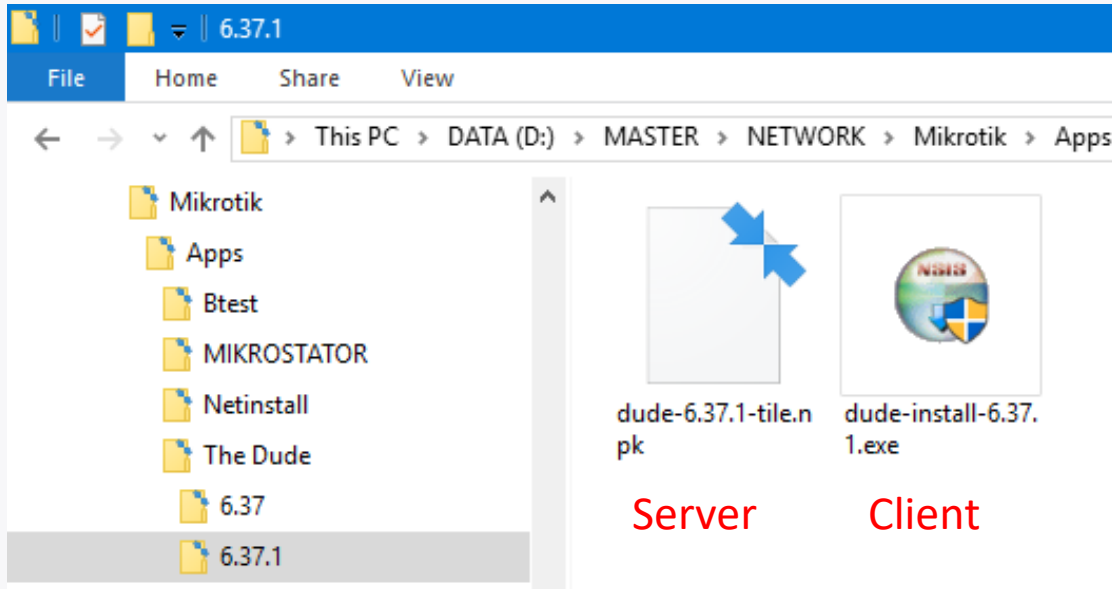 6.37.1
File Home Share View
This PC > DATA (D:) > MASTER > NETWORK > Mikrotik > Apps
Mikrotik
Apps
Btest
MIKROSTATOR
Netinstall
The Dude
6.37
6.37.1
NSIS
dude-6.37.1-tile.n
pk
dude-install-6.37.
1.exe
Server
Client